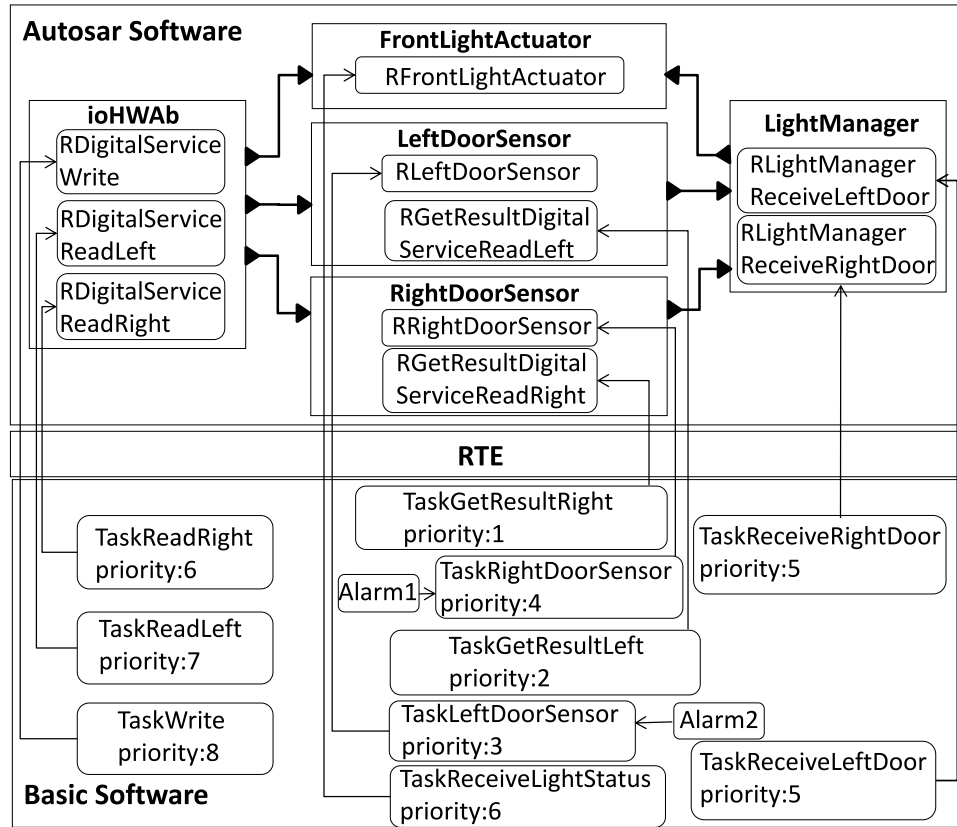 Autosar Software
FrontLightActuator
RFrontLightActuator
ioHWAb
RDigitalService
Write
RDigitalService
ReadLeft
RDigitalService
ReadRight
LeftDoorSensor
RLeftDoorSensor
RGetResultDigital
ServiceReadLeft
RightDoorSensor
RRightDoorSensor
RGetResultDigital
ServiceReadRight
LightManager
RLightManager
ReceiveLeftDoor
RLightManager
ReceiveRightDoor
RTE
TaskReadRight
priority:6
TaskReadLeft
priority:7
TaskWrite
priority:8
TaskGetResultRight
priority:1
Alarm1
TaskRightDoorSensor
priority:4
TaskGetResultLeft
priority:2
TaskLeftDoorSensor
priority:3
Alarm2
TaskReceiveLightStatus
priority:6
TaskReceiveRightDoor
priority:5
TaskReceiveLeftDoor
priority:5
Basic Software